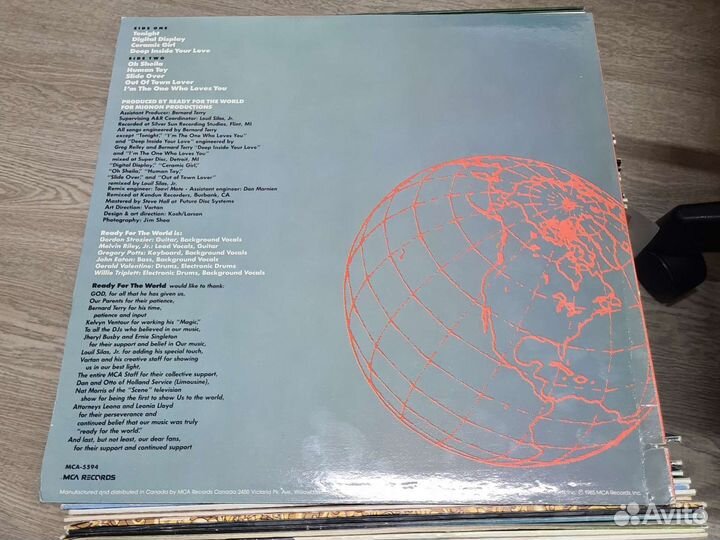 SIDE ONE
Tonight
Digital Display
Ceramic Girl
Deep Inside Your Love
SIDE TWO
Oh Sheila
Human Toy
Slide Over
Out Of Town Lover
I'm The One Who Loves You
PRODUCED BY READY FOR THE WORLD
FOR MIGNON PRODUCTIONS
Assistant Producer: Bernard Terry
Supervising A&R Coordinator: Louil Silas, Jr.
Recorded at Silver Sun Recording Studios, Flint, MI
All songs engineered by Bernard Terry
except "Tonight," "I'm The One Who Loves You"
and "Deep Inside Your Love" engineered by
Greg Reiley and Bernard Terry "Deep Inside Your Love"
and "I'm The One Who Loves You"
mixed at Super Disc, Detroit, MI
"Digital Display," "Ceramic Girl,"
"Oh Sheila," "Human Toy,"
"Slide Over," and "Out of Town Lover"
remixed by Louil Silas, Jr.
Remix engineer: Taavi Mote - Assistant engineer: Dan Marnien
Remixed at Kendon Recorders, Burbank, CA
Mastered by Steve Hall at Future Disc Systems
Art Direction: Vartan
Design & art direction: Kosh/Larson
Photography: Jim Shea
Ready For The World is:
Gordon Strozier: Guitar, Background Vocals
Melvin Riley, Jr.: Lead Vocals, Guitar
Gregory Potts: Keyboard, Background Vocals
John Eaton: Bass, Background Vocals
Gerald Valentine: Drums, Electronic Drums
Willie Triplett: Electronic Drums, Background Vocals
Ready For The World would like to thank:
GOD, for all that he has given us,
Our Parents for their patience,
Bernard Terry for his time,
patience and input
Kelvyn Ventour for working his "Magic,"
To all the DJs who believed in our music,
Jheryl Busby and Ernie Singleton
for their support and belief in Our music,
Louil Silas, Jr. for adding his special touch,
Vartan and his creative staff for showing
us in our best light,
The entire MCA Staff for their collective support,
Dan and Otto of Holland Service (Limousine),
Nat Morris of the "Scene" television
show for being the first to show Us to the world,
Attorneys Leona and Leonia Lloyd
for their perseverance and
continued belief that our music was truly
"ready for the world."
And last, but not least, our dear fans,
for their support and continued support
MCA-5594
MCA RECORDS
Manufactured and distributed in Canada by MCA Records Canada 2450 Victoria Pk. Ave., Inc. © 1985 MCA Records, Inc.
Avito